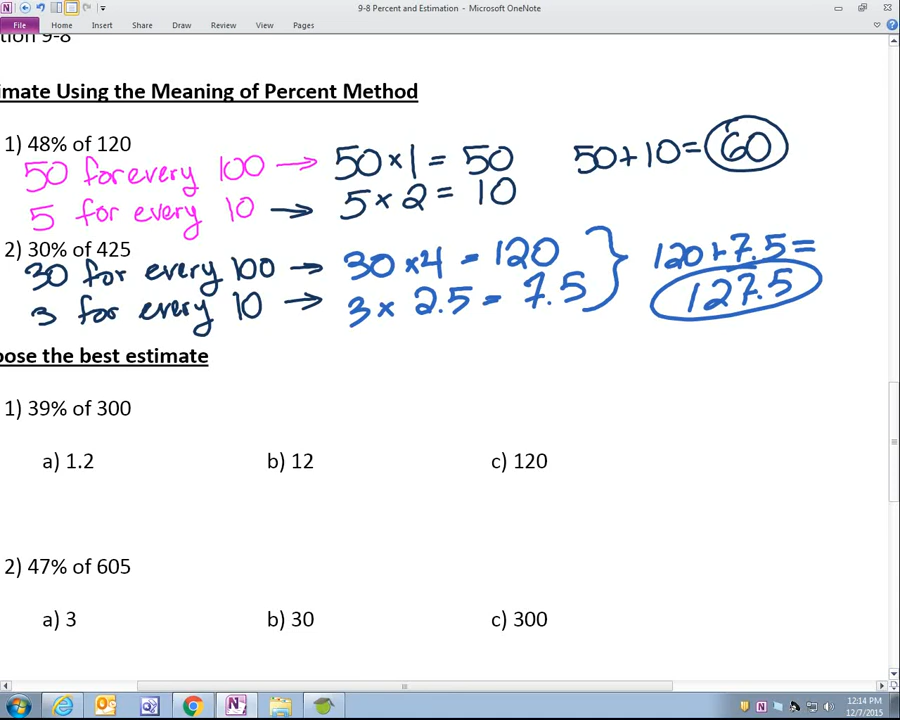 9-8 Percent and Estimation - Microsoft OneNote
File Home Insert Share Draw Review View Pages
tion 9-8
imate Using the Meaning of Percent Method
1) 48% of 120
50 for every 100 → 50 × 1 = 50 50 + 10 = 60
5 for every 10 → 5 × 2 = 10
2) 30% of 425
30 for every 100 → 30 × 4 = 120 120 + 7.5 =
3 for every 10 → 3 × 2.5 = 7.5 127.5
oose the best estimate
1) 39% of 300
a) 1.2 b) 12 c) 120
2) 47% of 605
a) 3 b) 30 c) 300
12:14 PM
12/7/2015